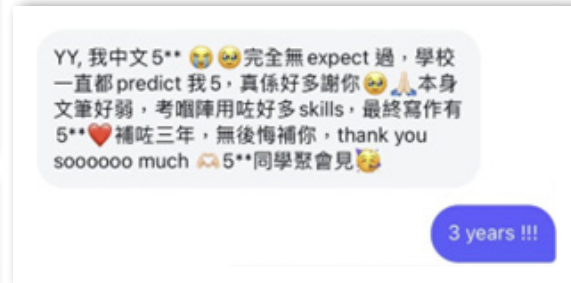 YY, 我中文5** 😭🥹完全無expect 過，學校
一直都predict 我5，真係好多謝你🥹🙏🏻本身
文筆好弱，考嗰陣用咗好多skills，最終寫作有
5**❤️補咗三年，無後悔補你，thank you
soooooo much 🫶🏻5**同學聚會見🥳
3 years !!!